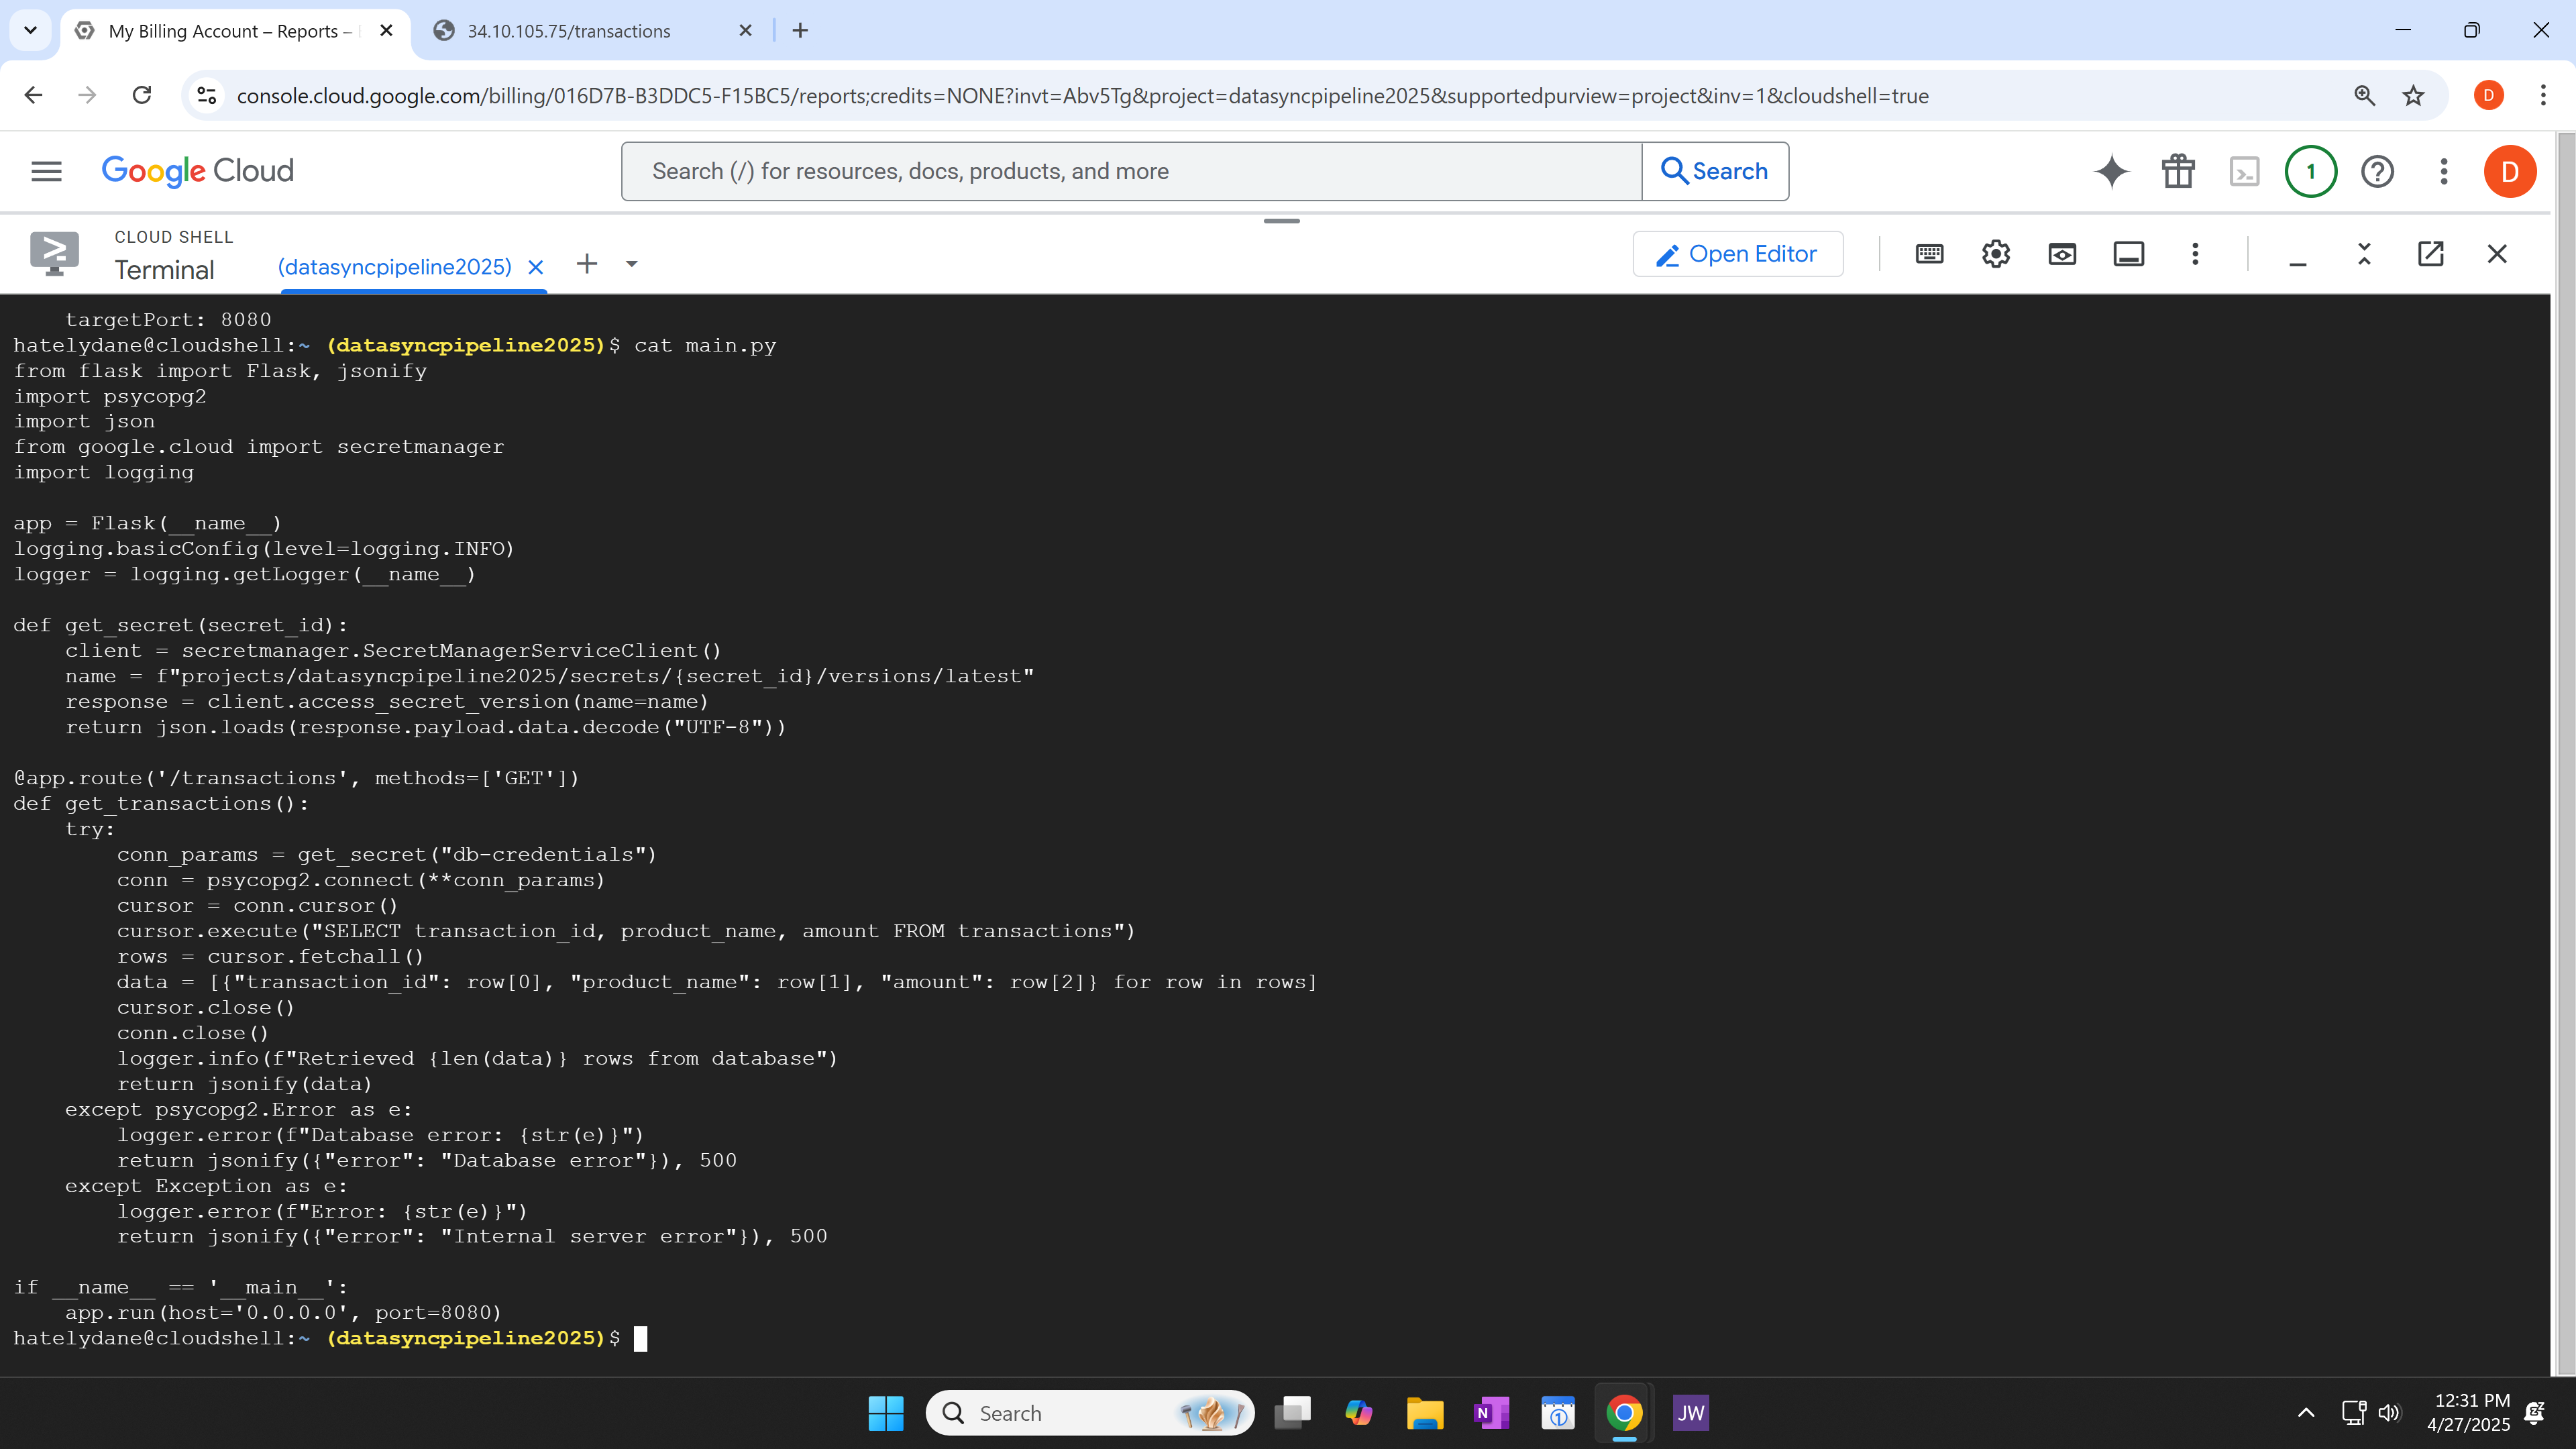 My Billing Account – Reports –
34.10.105.75/transactions
console.cloud.google.com/billing/016D7B-B3DDC5-F15BC5/reports;credits=NONE?invt=Abv5Tg&project=datasyncpipeline2025&supportedpurview=project&inv=1&cloudshell=true
D
Google Cloud
Search (/) for resources, docs, products, and more
Search
1
D
CLOUD SHELL
Terminal
(datasyncpipeline2025)
Open Editor
    targetPort: 8080
hatelydane@cloudshell:~ (datasyncpipeline2025)$ cat main.py
from flask import Flask, jsonify
import psycopg2
import json
from google.cloud import secretmanager
import logging

app = Flask(__name__)
logging.basicConfig(level=logging.INFO)
logger = logging.getLogger(__name__)

def get_secret(secret_id):
    client = secretmanager.SecretManagerServiceClient()
    name = f"projects/datasyncpipeline2025/secrets/{secret_id}/versions/latest"
    response = client.access_secret_version(name=name)
    return json.loads(response.payload.data.decode("UTF-8"))

@app.route('/transactions', methods=['GET'])
def get_transactions():
    try:
        conn_params = get_secret("db-credentials")
        conn = psycopg2.connect(**conn_params)
        cursor = conn.cursor()
        cursor.execute("SELECT transaction_id, product_name, amount FROM transactions")
        rows = cursor.fetchall()
        data = [{"transaction_id": row[0], "product_name": row[1], "amount": row[2]} for row in rows]
        cursor.close()
        conn.close()
        logger.info(f"Retrieved {len(data)} rows from database")
        return jsonify(data)
    except psycopg2.Error as e:
        logger.error(f"Database error: {str(e)}")
        return jsonify({"error": "Database error"}), 500
    except Exception as e:
        logger.error(f"Error: {str(e)}")
        return jsonify({"error": "Internal server error"}), 500

if __name__ == '__main__':
    app.run(host='0.0.0.0', port=8080)
hatelydane@cloudshell:~ (datasyncpipeline2025)$
Search
N
1
JW
12:31 PM
4/27/2025